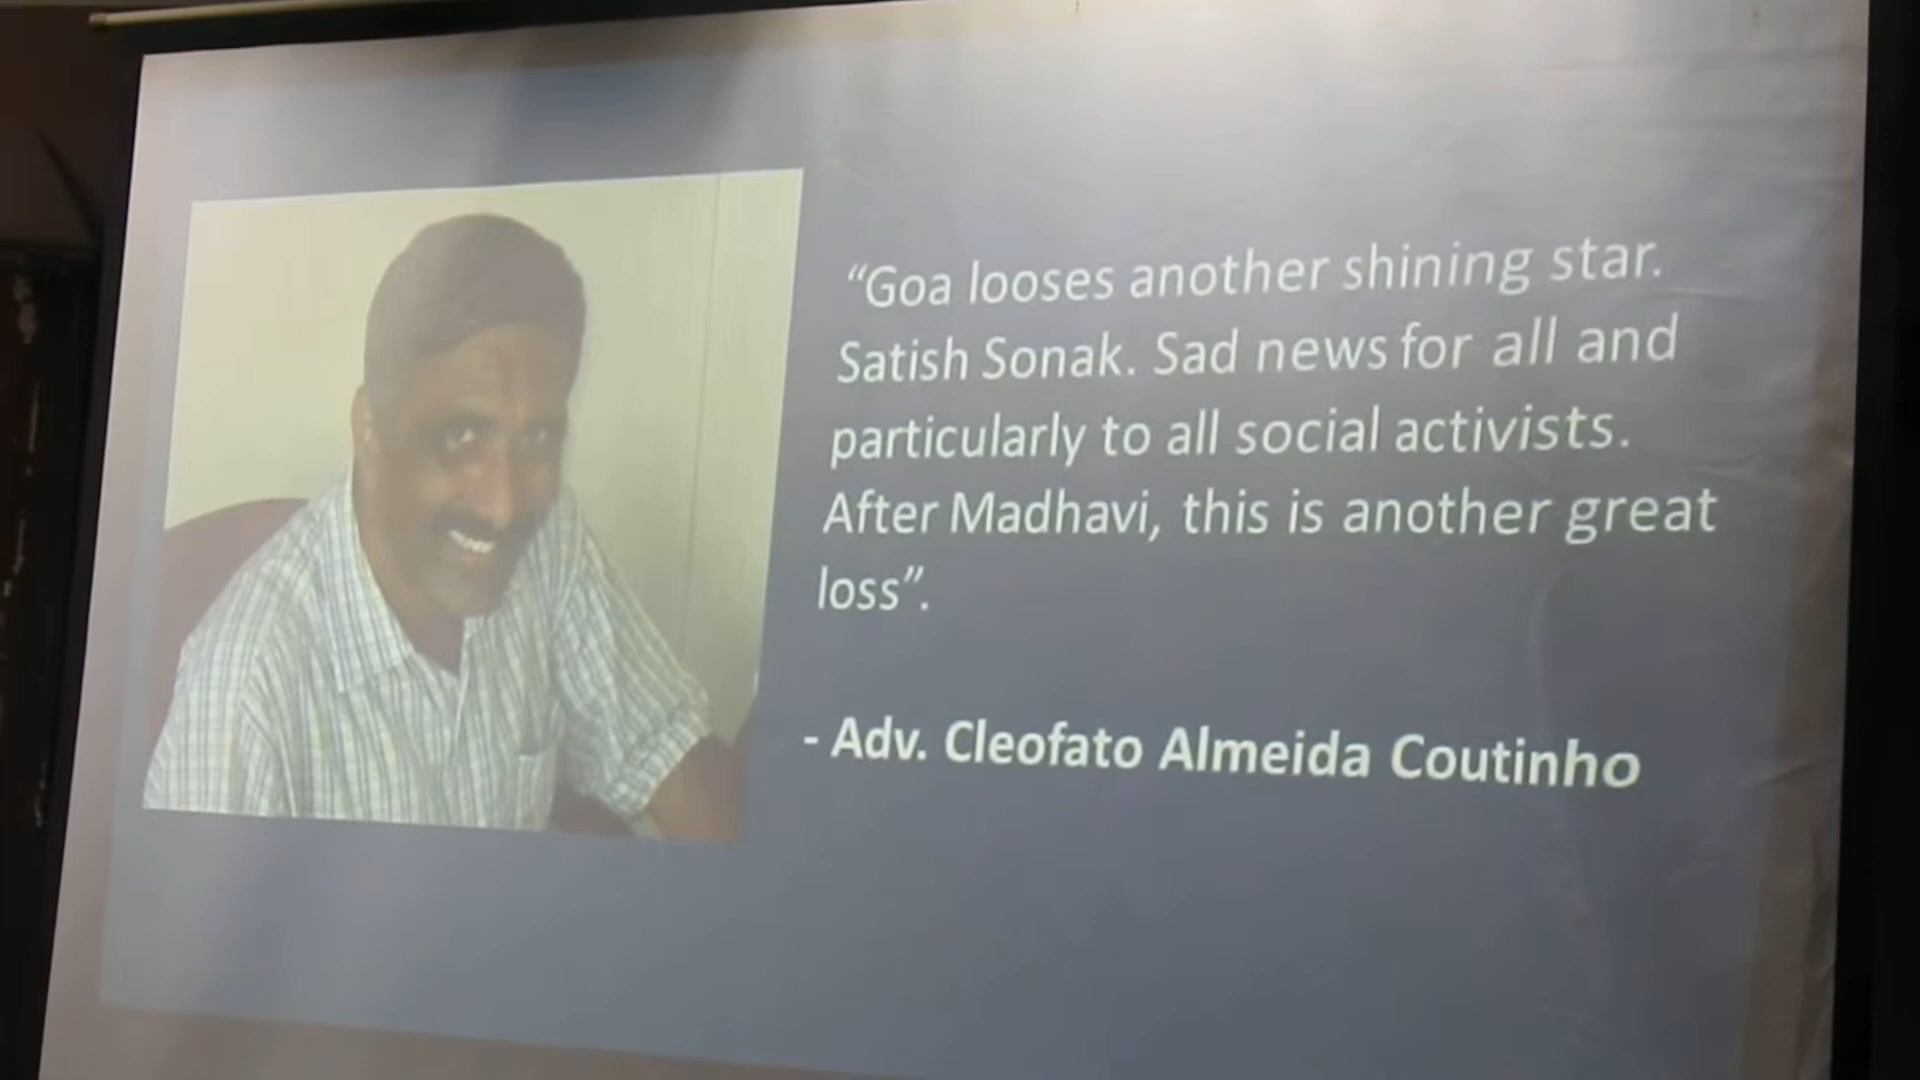 “Goa looses another shining star.
Satish Sonak. Sad news for all and
particularly to all social activists.
After Madhavi, this is another great
loss”.
- Adv. Cleofato Almeida Coutinho